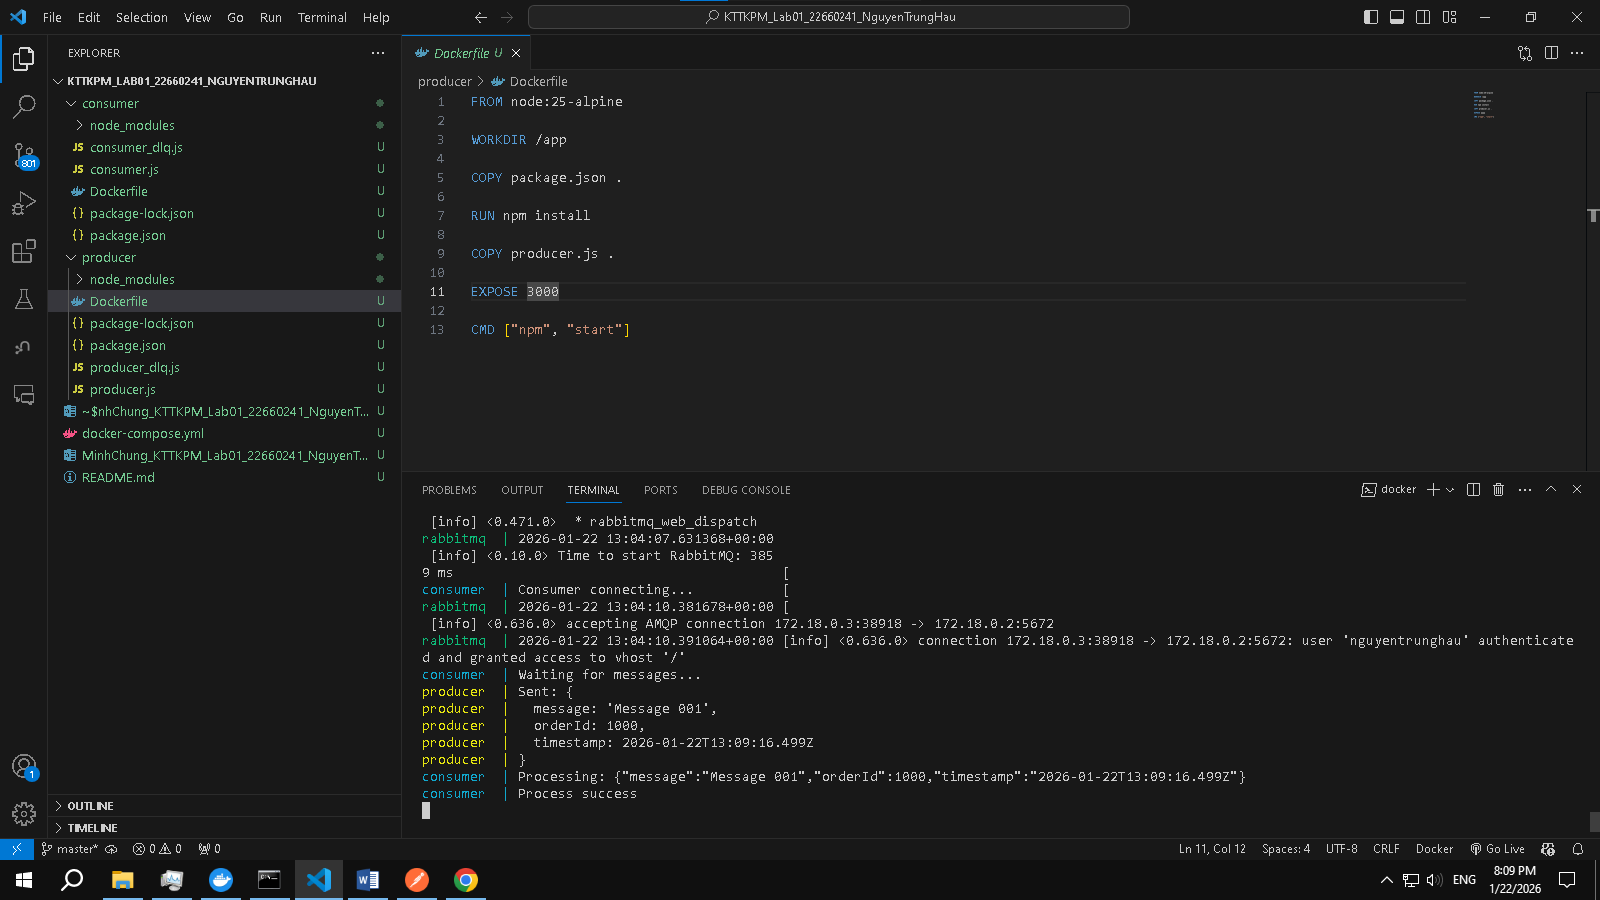 File Edit Selection View Go Run Terminal Help
KTTKPM_Lab01_22660241_NguyenTrungHau
EXPLORER
KTTKPM_LAB01_22660241_NGUYENTRUNGHAU
consumer
node_modules
JS consumer_dlq.js U
JS consumer.js U
Dockerfile U
{} package-lock.json U
{} package.json U
producer
node_modules
Dockerfile U
{} package-lock.json U
{} package.json U
JS producer_dlq.js U
JS producer.js U
~$nhChung_KTTKPM_Lab01_22660241_NguyenT... U
docker-compose.yml U
MinhChung_KTTKPM_Lab01_22660241_NguyenT... U
README.md U
OUTLINE
TIMELINE
801
1
Dockerfile U
producer > Dockerfile
1 FROM node:25-alpine
2
3 WORKDIR /app
4
5 COPY package.json .
6
7 RUN npm install
8
9 COPY producer.js .
10
11 EXPOSE 3000
12
13 CMD ["npm", "start"]
PROBLEMS OUTPUT TERMINAL PORTS DEBUG CONSOLE
docker
[info] <0.471.0>  * rabbitmq_web_dispatch
rabbitmq | 2026-01-22 13:04:07.631368+00:00
[info] <0.10.0> Time to start RabbitMQ: 385
9 ms [
consumer | Consumer connecting... [
rabbitmq | 2026-01-22 13:04:10.381678+00:00 [
[info] <0.636.0> accepting AMQP connection 172.18.0.3:38918 -> 172.18.0.2:5672
rabbitmq | 2026-01-22 13:04:10.391064+00:00 [info] <0.636.0> connection 172.18.0.3:38918 -> 172.18.0.2:5672: user 'nguyentrunghau' authenticate
d and granted access to vhost '/'
consumer | Waiting for messages...
producer | Sent: {
producer |   message: 'Message 001',
producer |   orderId: 1000,
producer |   timestamp: 2026-01-22T13:09:16.499Z
producer | }
consumer | Processing: {"message":"Message 001","orderId":1000,"timestamp":"2026-01-22T13:09:16.499Z"}
consumer | Process success
master* 0 0 0
Ln 11, Col 12 Spaces: 4 UTF-8 CRLF Docker Go Live
ENG
8:09 PM
1/22/2026